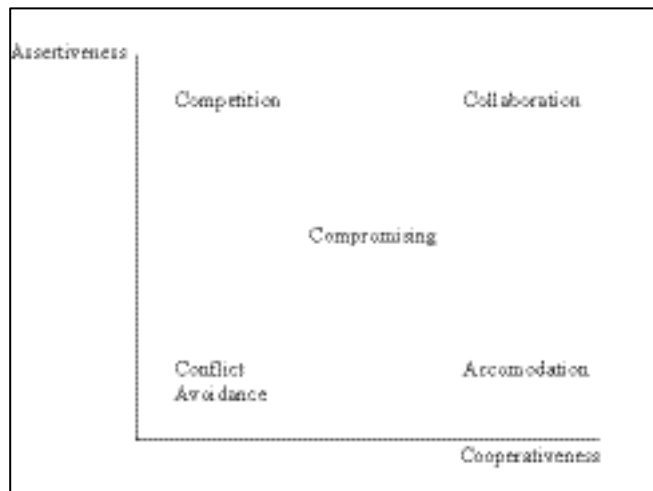 Assertiveness
Competition Collaboration
Compromising
Conflict Accomodation
Avoidance
Cooperativeness